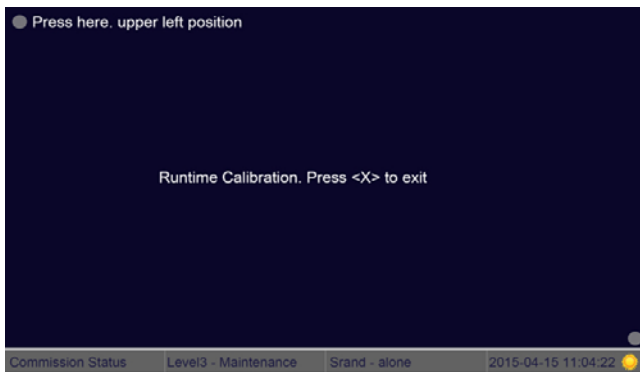 Press here. upper left position
Runtime Calibration. Press <X> to exit
Commission Status Level3 - Maintenance Srand - alone 2015-04-15 11:04:22